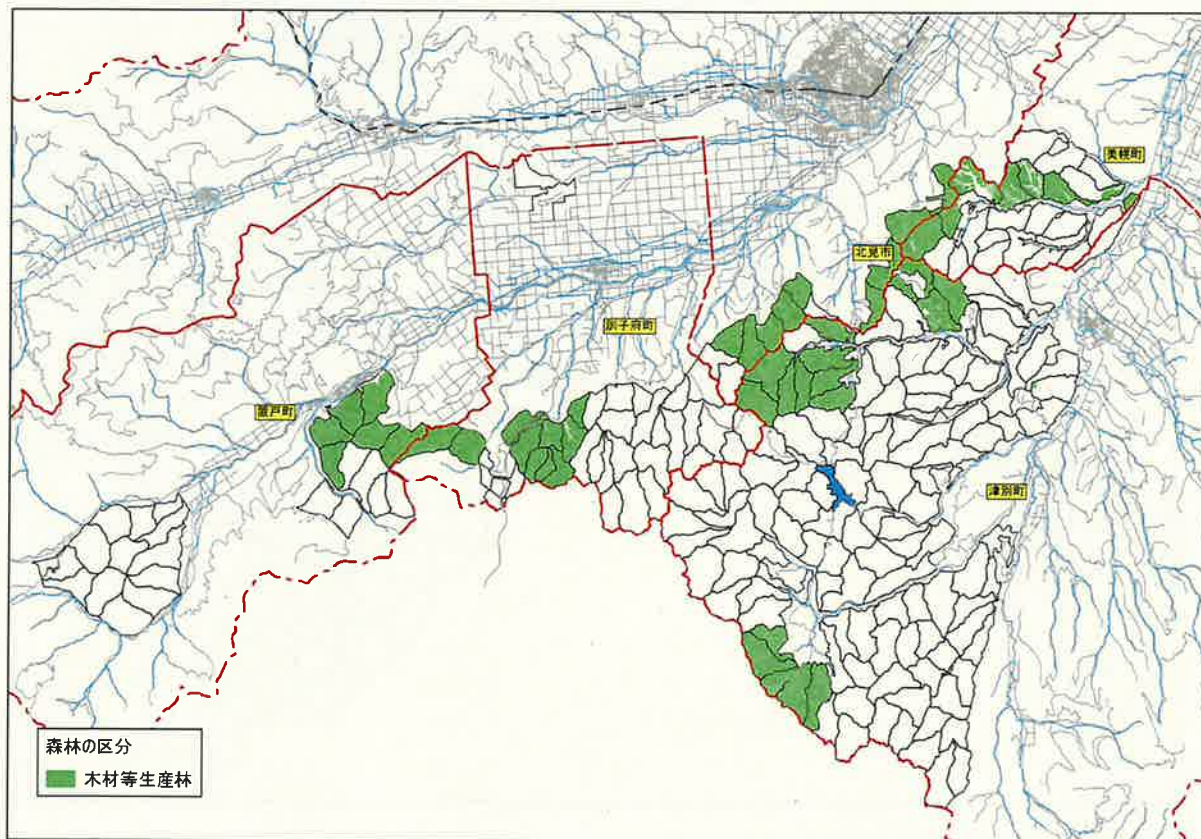 美幌町
北見市
訓子府町
置戸町
津別町
森林の区分
木材等生産林